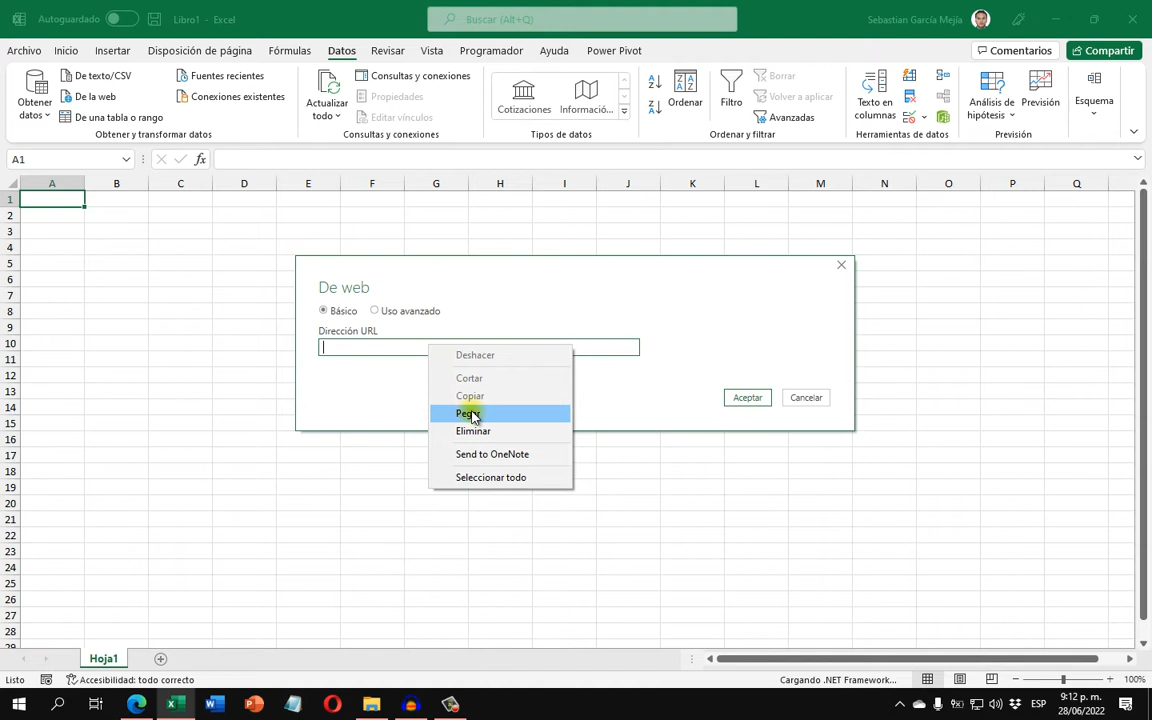 Autoguardado
Libro1 - Excel
Buscar (Alt+Q)
Sebastian García Mejía
Archivo Inicio Insertar Disposición de página Fórmulas Datos Revisar Vista Programador Ayuda Power Pivot
Comentarios Compartir
Obtener datos
De texto/CSV
De la web
De una tabla o rango
Fuentes recientes
Conexiones existentes
Obtener y transformar datos
Actualizar todo
Consultas y conexiones
Propiedades
Editar vínculos
Consultas y conexiones
Cotizaciones Informació...
Tipos de datos
Ordenar
Filtro
Borrar
Volver a aplicar
Avanzadas
Ordenar y filtrar
Texto en columnas
Herramientas de datos
Análisis de hipótesis
Previsión
Previsión
Esquema
A1
fx
A B C D E F G H I J K L M N O P Q
1
2
3
4
5
6
7
8
9
10
11
12
13
14
15
16
17
18
19
20
21
22
23
24
25
26
27
28
29
De web
Básico Uso avanzado
Dirección URL
Aceptar Cancelar
Deshacer
Cortar
Copiar
Pegar
Eliminar
Send to OneNote
Seleccionar todo
Hoja1
Listo
Accesibilidad: todo correcto
Cargando .NET Framework...
100%
ESP
9:12 p. m.
28/06/2022